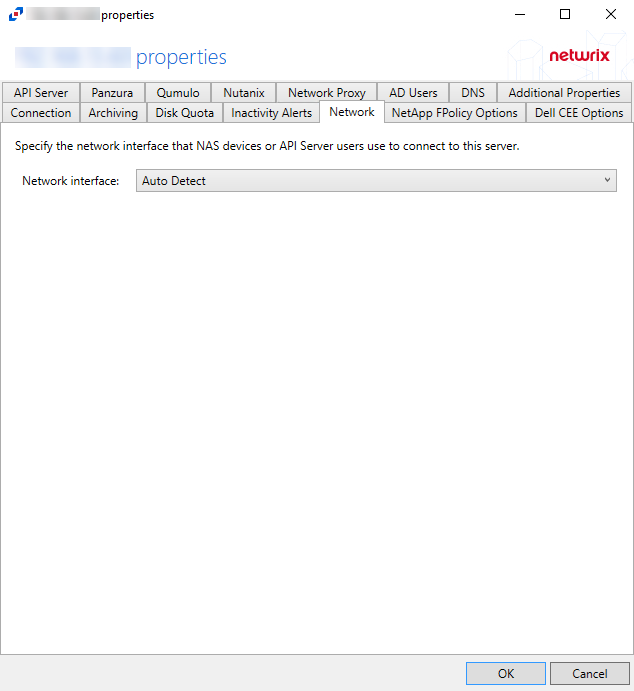 properties
properties
netwrix
API Server Panzura Qumulo Nutanix Network Proxy AD Users DNS Additional Properties
Connection Archiving Disk Quota Inactivity Alerts Network NetApp FPolicy Options Dell CEE Options
Specify the network interface that NAS devices or API Server users use to connect to this server.
Network interface: Auto Detect
OK Cancel